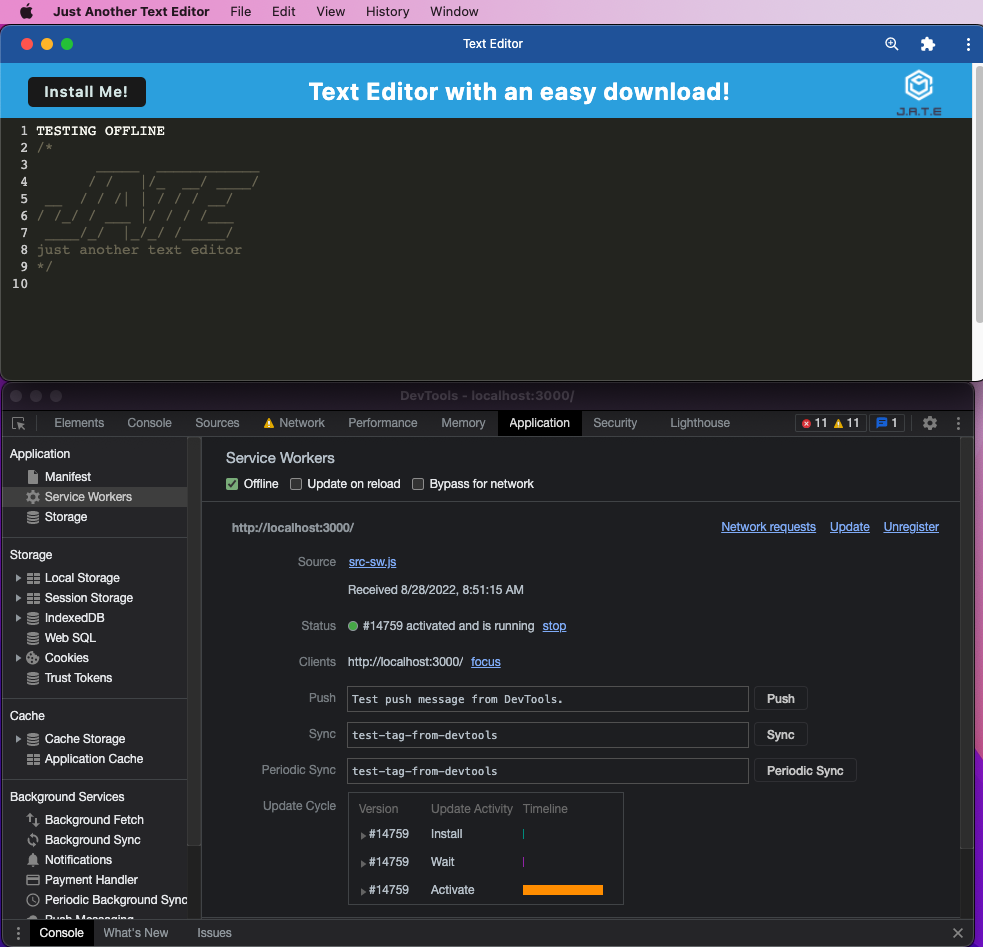 Just Another Text Editor File Edit View History Window
Text Editor
Install Me! Text Editor with an easy download! J.A.T.E
1 TESTING OFFLINE
2 /*
3
4
5
6
7
8 just another text editor
9 */
10
DevTools - localhost:3000/
Elements Console Sources Network Performance Memory Application Security Lighthouse 11 11 1
Application
Manifest
Service Workers
Storage
Storage
Local Storage
Session Storage
IndexedDB
Web SQL
Cookies
Trust Tokens
Cache
Cache Storage
Application Cache
Background Services
Background Fetch
Background Sync
Notifications
Payment Handler
Periodic Background Sync
Push Messaging
Service Workers
Offline Update on reload Bypass for network
http://localhost:3000/ Network requests Update Unregister
Source src-sw.js
Received 8/28/2022, 8:51:15 AM
Status #14759 activated and is running stop
Clients http://localhost:3000/ focus
Push Test push message from DevTools. Push
Sync test-tag-from-devtools Sync
Periodic Sync test-tag-from-devtools Periodic Sync
Update Cycle Version Update Activity Timeline
#14759 Install
#14759 Wait
#14759 Activate
Console What's New Issues